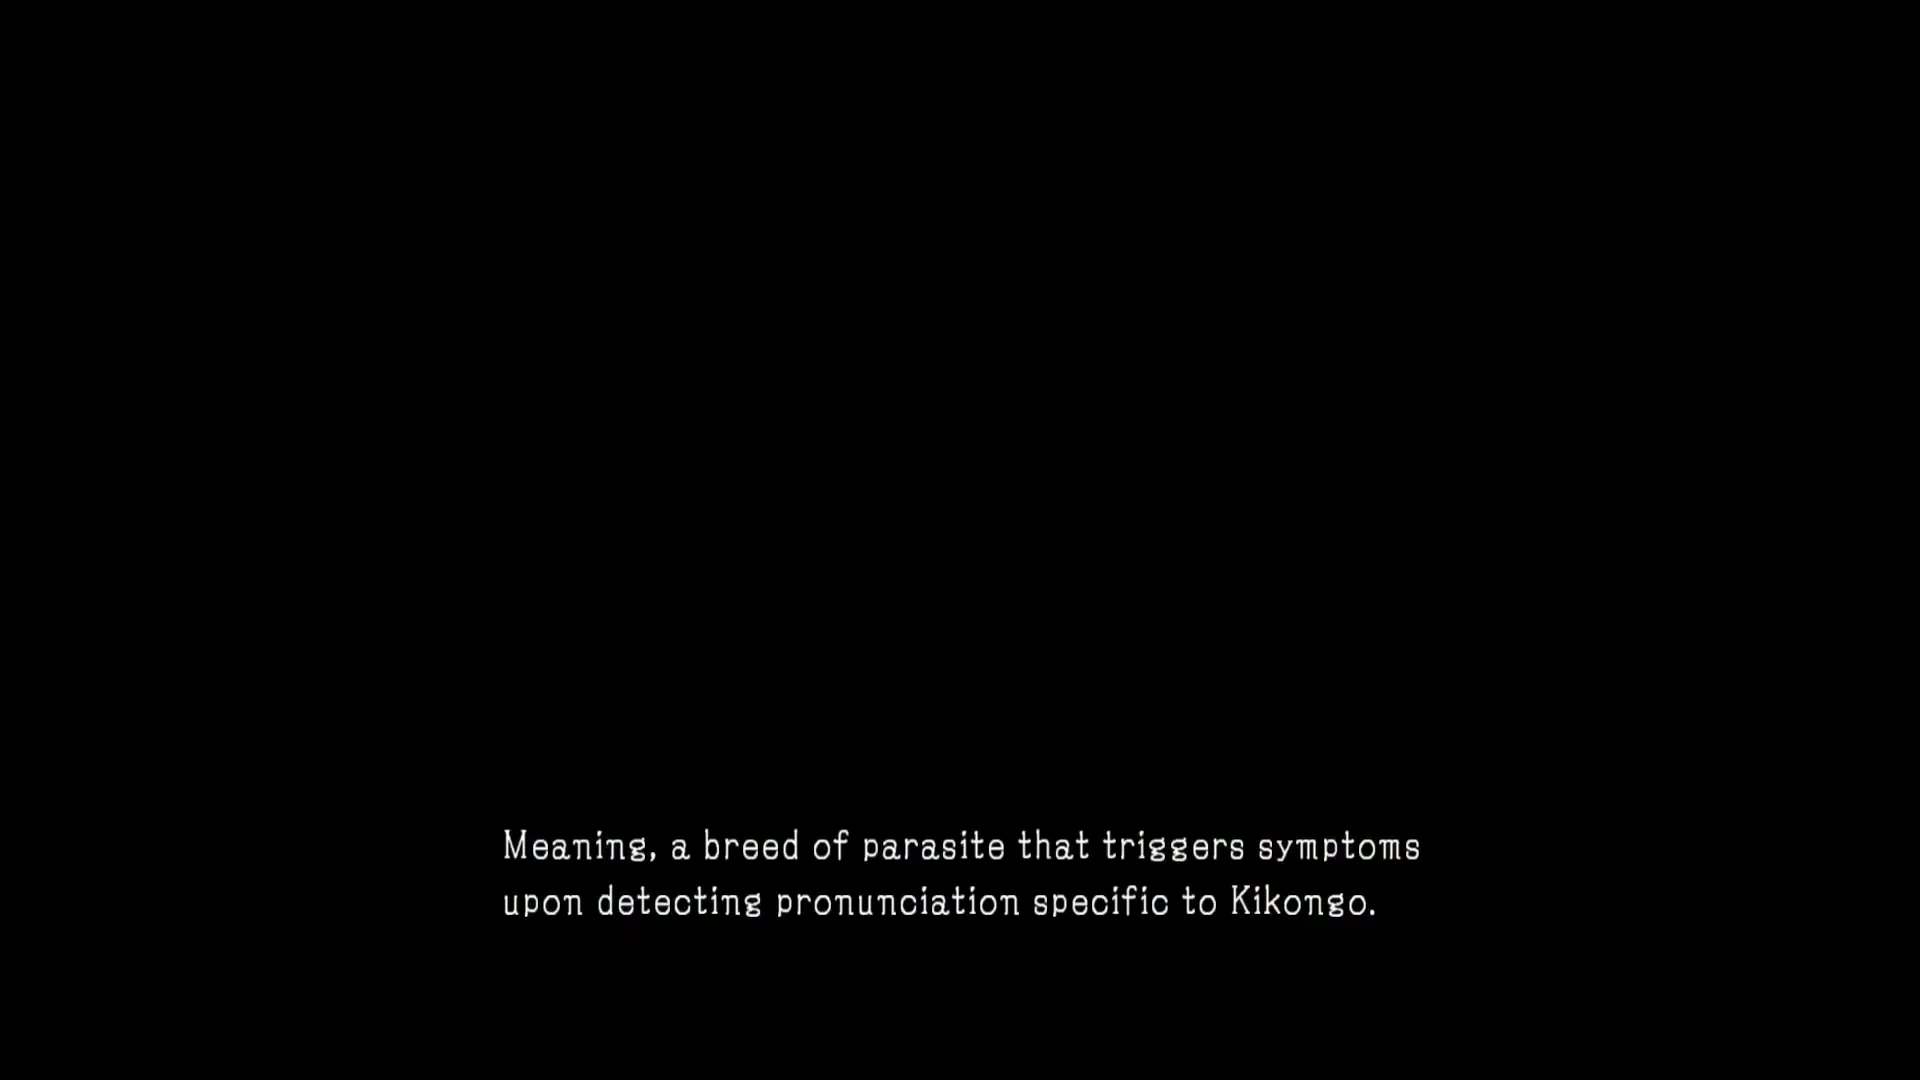 Meaning, a breed of parasite that triggers symptoms
upon detecting pronunciation specific to Kikongo.